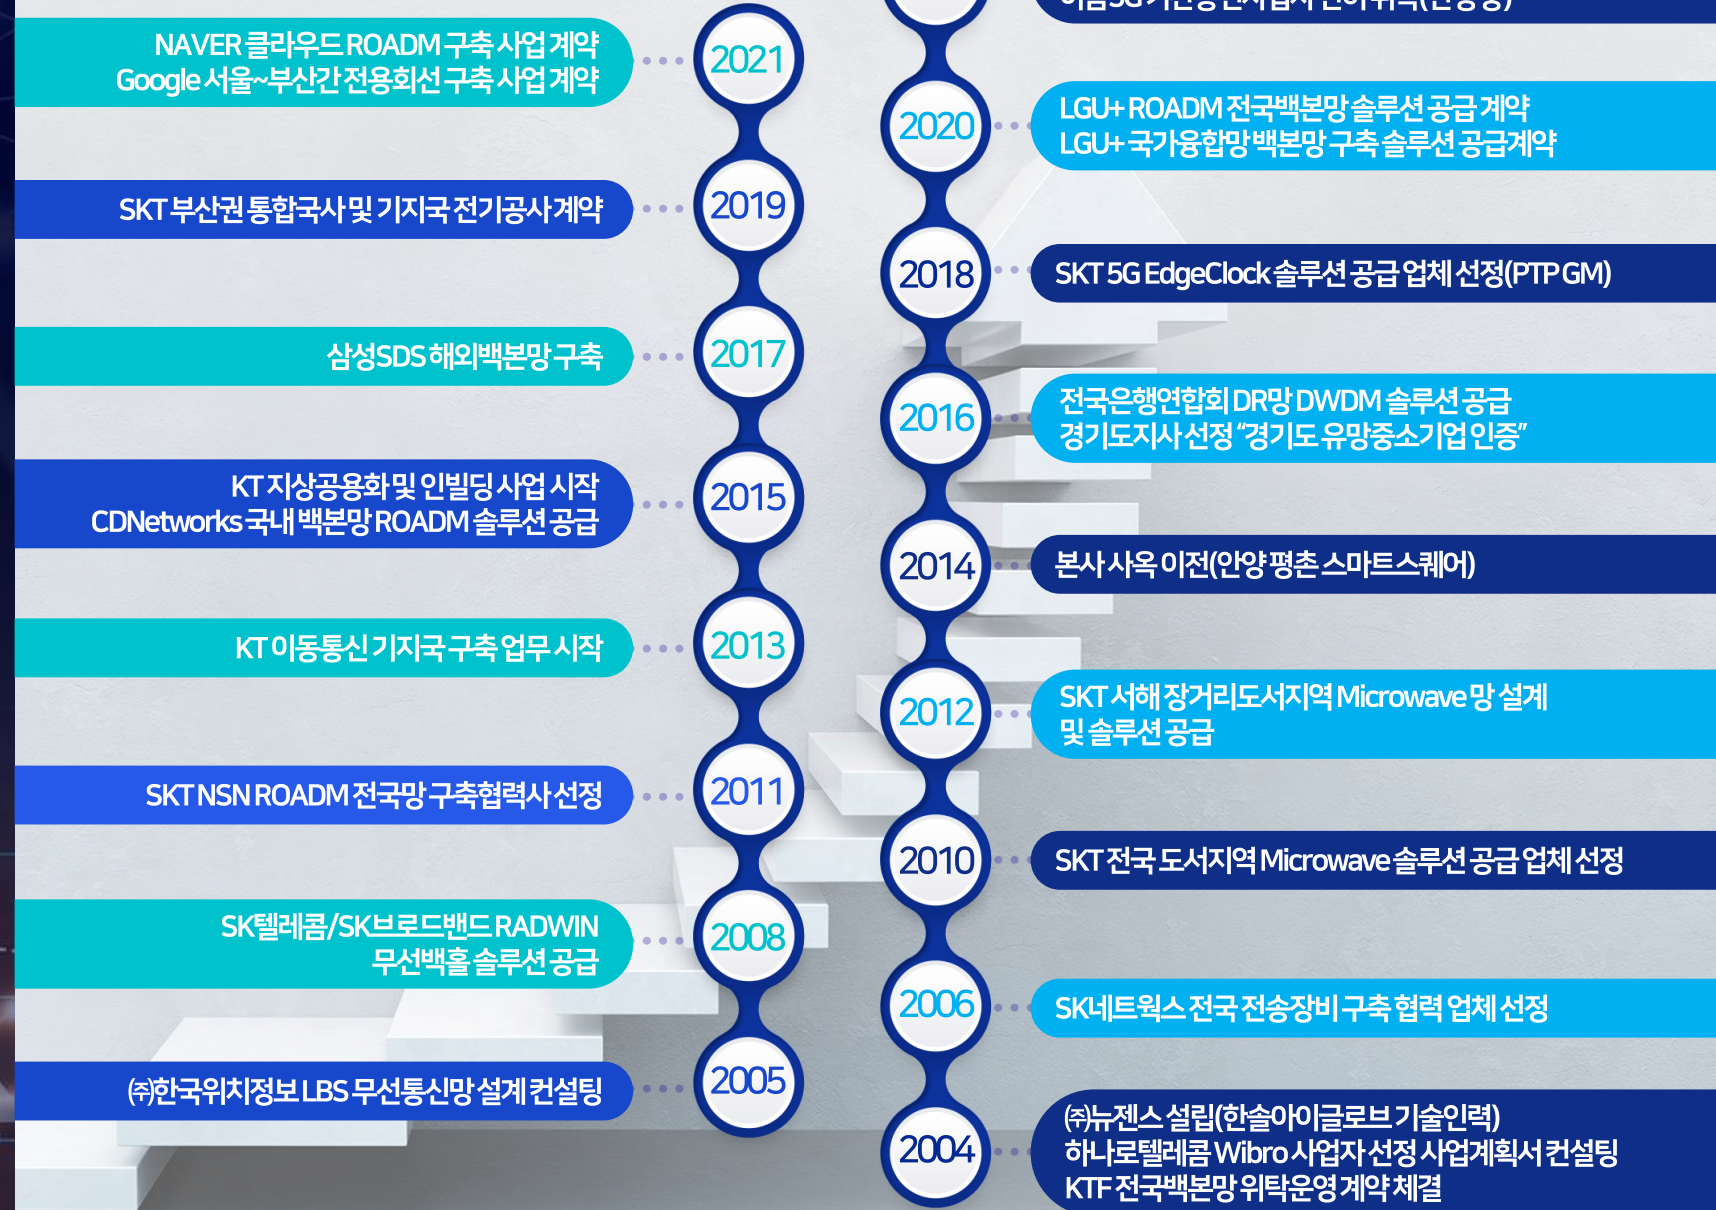 NAVER 클라우드 ROADM 구축 사업 계약
Google 서울~부산간 전용회선 구축 사업 계약
2021
2020
LGU+ ROADM 전국백본망 솔루션 공급 계약
LGU+ 국가융합망 백본망 구축 솔루션 공급계약
SKT 부산권 통합국사 및 기지국 전기공사 계약
2019
2018
SKT 5G EdgeClock 솔루션 공급 업체 선정(PTP GM)
삼성SDS 해외백본망 구축
2017
2016
전국은행연합회 DR망 DWDM 솔루션 공급
경기도지사 선정 “경기도 유망중소기업 인증”
KT 지상공용화 및 인빌딩 사업 시작
CDNetworks 국내 백본망 ROADM 솔루션 공급
2015
2014
본사 사옥 이전(안양 평촌 스마트스퀘어)
KT 이동통신 기지국 구축 업무 시작
2013
2012
SKT 서해 장거리도서지역 Microwave 망 설계
및 솔루션 공급
SKT NSN ROADM 전국망 구축협력사 선정
2011
2010
SKT 전국 도서지역 Microwave 솔루션 공급 업체 선정
SK텔레콤/SK브로드밴드 RADWIN
무선백홀 솔루션 공급
2008
2006
SK네트웍스 전국 전송장비 구축 협력 업체 선정
㈜한국위치정보 LBS 무선통신망 설계 컨설팅
2005
2004
㈜뉴젠스 설립(한솔아이글로브 기술인력)
하나로텔레콤 Wibro 사업자 선정 사업계획서 컨설팅
KTF 전국백본망 위탁운영 계약 체결